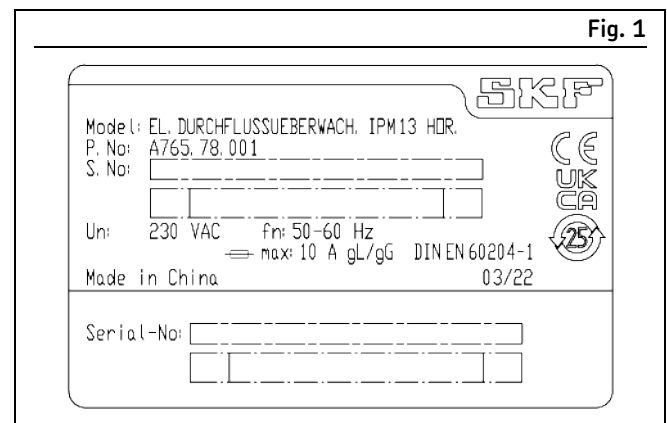 Fig. 1
SKF
Model: EL. DURCHFLUSSUEBERWACH. IPM13 HOR.
P. No: A765.78.001
S. No:
CE
UK
CA
Un: 230 VAC fn: 50-60 Hz
25
max: 10 A gL/gG DIN EN 60204-1
Made in China 03/22
Serial-No: